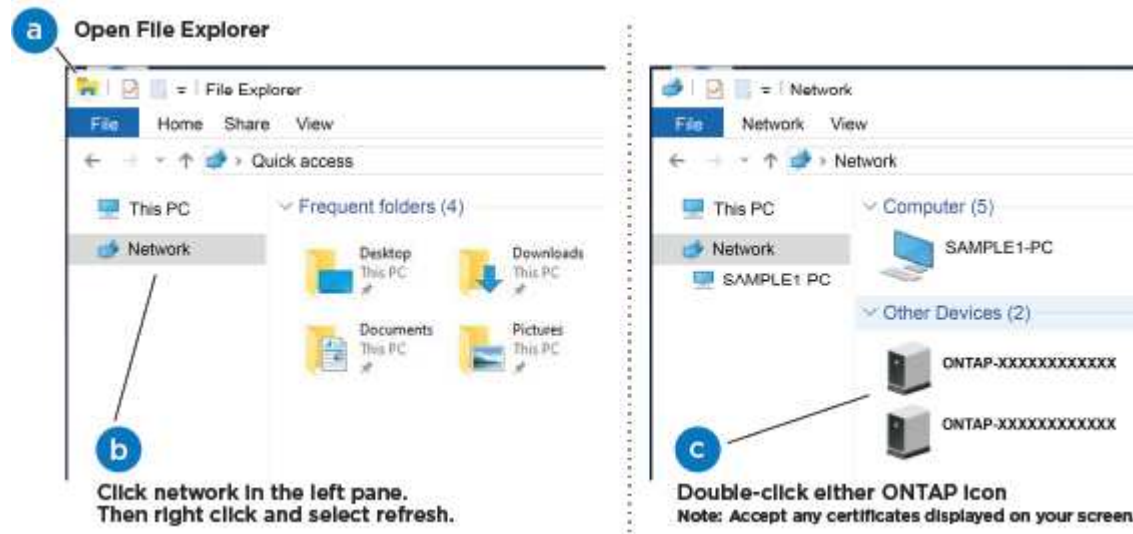 a
Open File Explorer
File Explorer
File Home Share View
Quick access
This PC
Network
Frequent folders (4)
Desktop
This PC
Downloads
This PC
Documents
This PC
Pictures
This PC
b
Click network in the left pane.
Then right click and select refresh.
Network
File Network View
Network
This PC
Network
SAMPLE1 PC
Computer (5)
SAMPLE1-PC
Other Devices (2)
ONTAP-XXXXXXXXXXXX
ONTAP-XXXXXXXXXXXX
c
Double-click either ONTAP icon
Note: Accept any certificates displayed on your screen